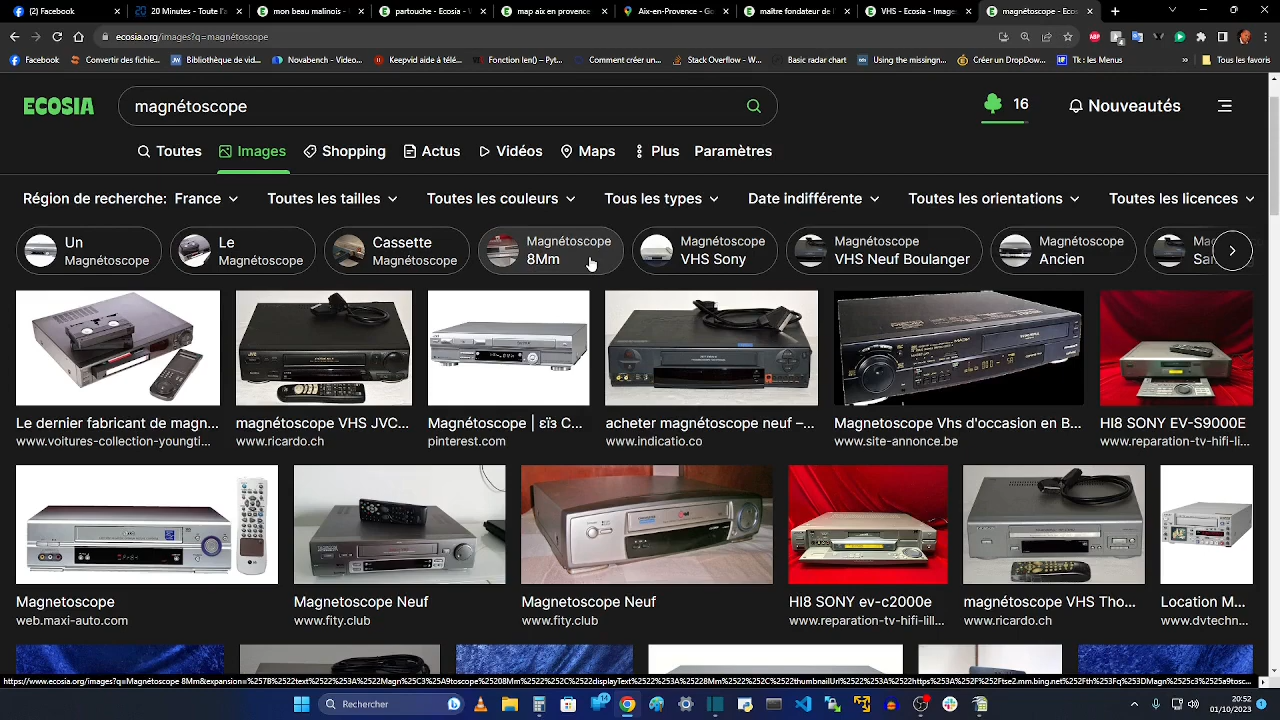 Facebook
20 Minutes - Toute l'a
mon beau malinois -
partouche - Ecosia - V
map aix en provence
Aix-en-Provence - Go
maître fondateur de l'
VHS - Ecosia - Images
magnétoscope - Ecos
ecosia.org/images?q=magnétoscope
Facebook
Convertir des fichie...
Bibliothèque de vid...
Novabench - Video...
Keepvid aide à télé...
Fonction len() – Pyt...
Comment créer un...
Stack Overflow - W...
Basic radar chart
Using the missingn...
Créer un DropDow...
Tk : les Menus
»
Tous les favoris
ECOSIA
magnétoscope
16
Nouveautés
Toutes
Images
Shopping
Actus
Vidéos
Maps
Plus
Paramètres
Région de recherche: France
Toutes les tailles
Toutes les couleurs
Tous les types
Date indifférente
Toutes les orientations
Toutes les licences
Un
Magnétoscope
Le
Magnétoscope
Cassette
Magnétoscope
Magnétoscope
8Mm
Magnétoscope
VHS Sony
Magnétoscope
VHS Neuf Boulanger
Magnétoscope
Ancien
Le dernier fabricant de magn...
www.voitures-collection-youngti...
magnétoscope VHS JVC...
www.ricardo.ch
Magnétoscope | εïз C...
pinterest.com
acheter magnétoscope neuf –...
www.indicatio.co
Magnetoscope Vhs d'occasion en B...
www.site-annonce.be
HI8 SONY EV-S9000E
www.reparation-tv-hifi-li...
Magnetoscope
web.maxi-auto.com
Magnetoscope Neuf
www.fity.club
Magnetoscope Neuf
www.fity.club
HI8 SONY ev-c2000e
www.reparation-tv-hifi-lill...
magnétoscope VHS Tho...
www.ricardo.ch
Location M...
www.dvtechn...
Rechercher
14
20:52
01/10/2023